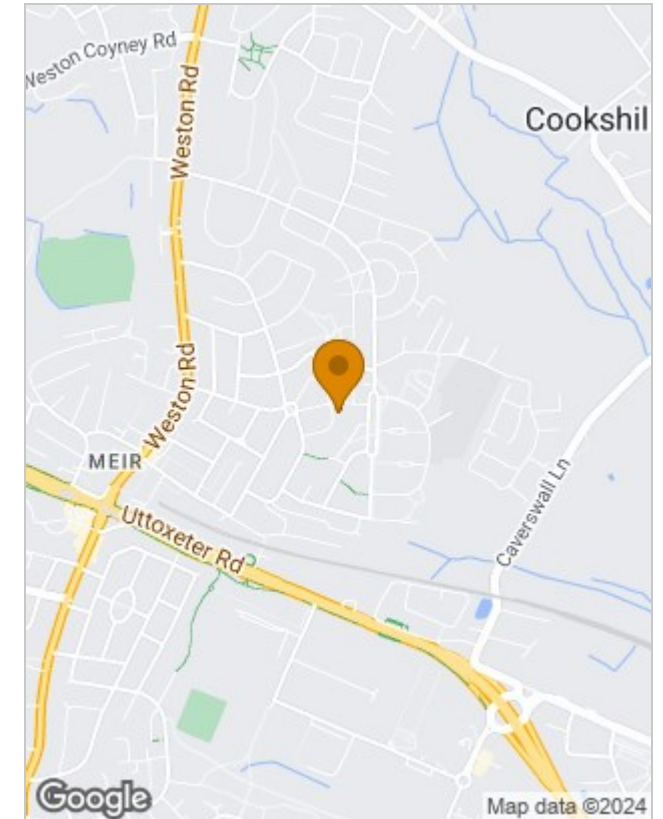 Weston Coyney Rd
Weston Rd
Cookshil
Weston Rd
MEIR
Uttoxeter Rd
Caverswall Ln
Google
Map data ©2024